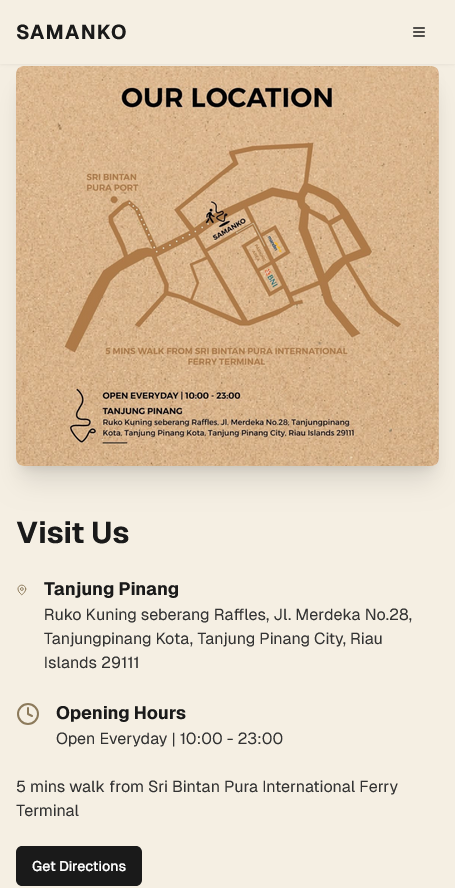 SAMANKO
OUR LOCATION
SRI BINTAN
PURA PORT
SAMANKO
BNI
5 MINS WALK FROM SRI BINTAN PURA INTERNATIONAL
FERRY TERMINAL
OPEN EVERYDAY | 10:00 - 23:00
TANJUNG PINANG
Ruko Kuning seberang Raffles, Jl. Merdeka No.28, Tanjungpinang
Kota, Tanjung Pinang Kota, Tanjung Pinang City, Riau Islands 29111
Visit Us
Tanjung Pinang
Ruko Kuning seberang Raffles, Jl. Merdeka No.28,
Tanjungpinang Kota, Tanjung Pinang City, Riau
Islands 29111
Opening Hours
Open Everyday | 10:00 - 23:00
5 mins walk from Sri Bintan Pura International Ferry
Terminal
Get Directions